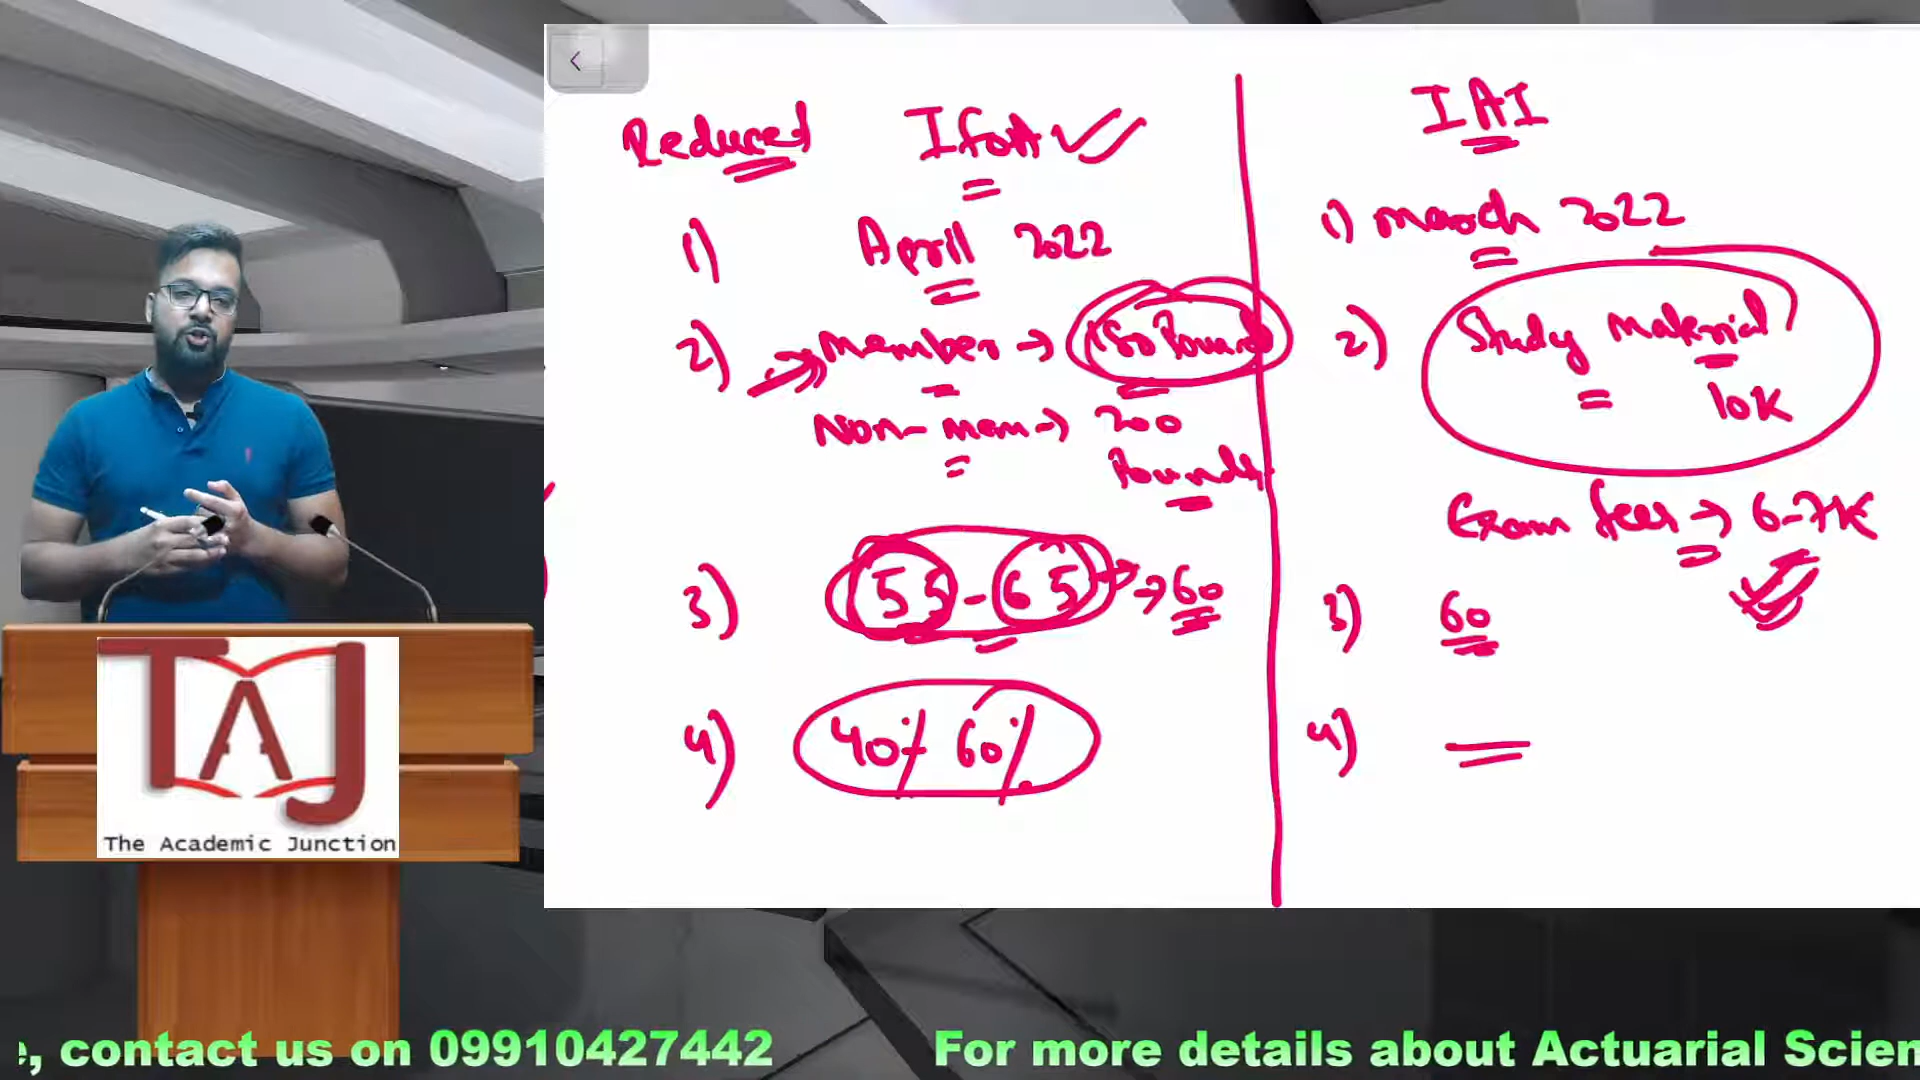 Reduced IFoA
1) April 2022
2) Member → Pounds
Non-mem → 200
Pounds
3) 55-65 → 60
4) 40%-60%
IAI
1) March 2022
2) Study Material
10K
Exam fees → 6-7K
3) 60
4)
TAJ
The Academic Junction
e, contact us on 09910427442 For more details about Actuarial Scien